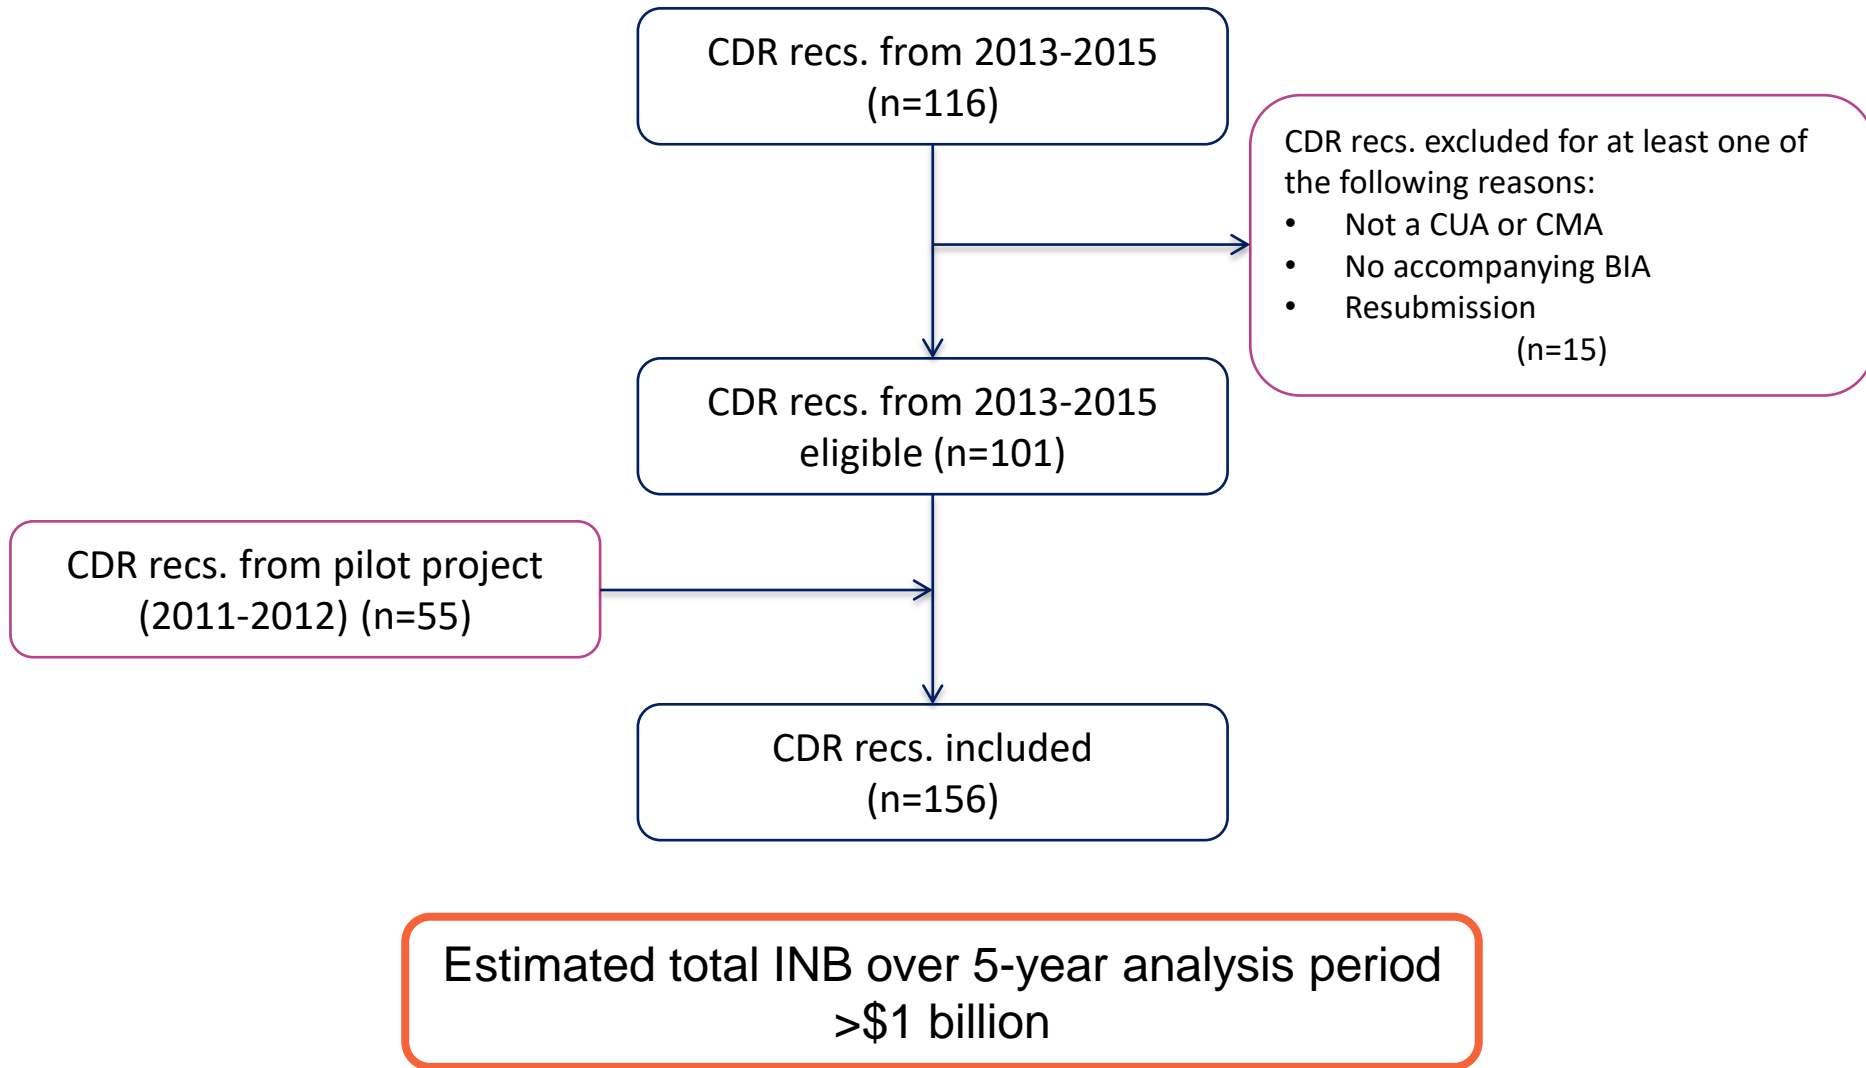 CDR recs. from 2013-2015
(n=116)
CDR recs. excluded for at least one of
the following reasons:
• Not a CUA or CMA
• No accompanying BIA
• Resubmission
(n=15)
CDR recs. from 2013-2015
eligible (n=101)
CDR recs. from pilot project
(2011-2012) (n=55)
CDR recs. included
(n=156)
Estimated total INB over 5-year analysis period
>$1 billion